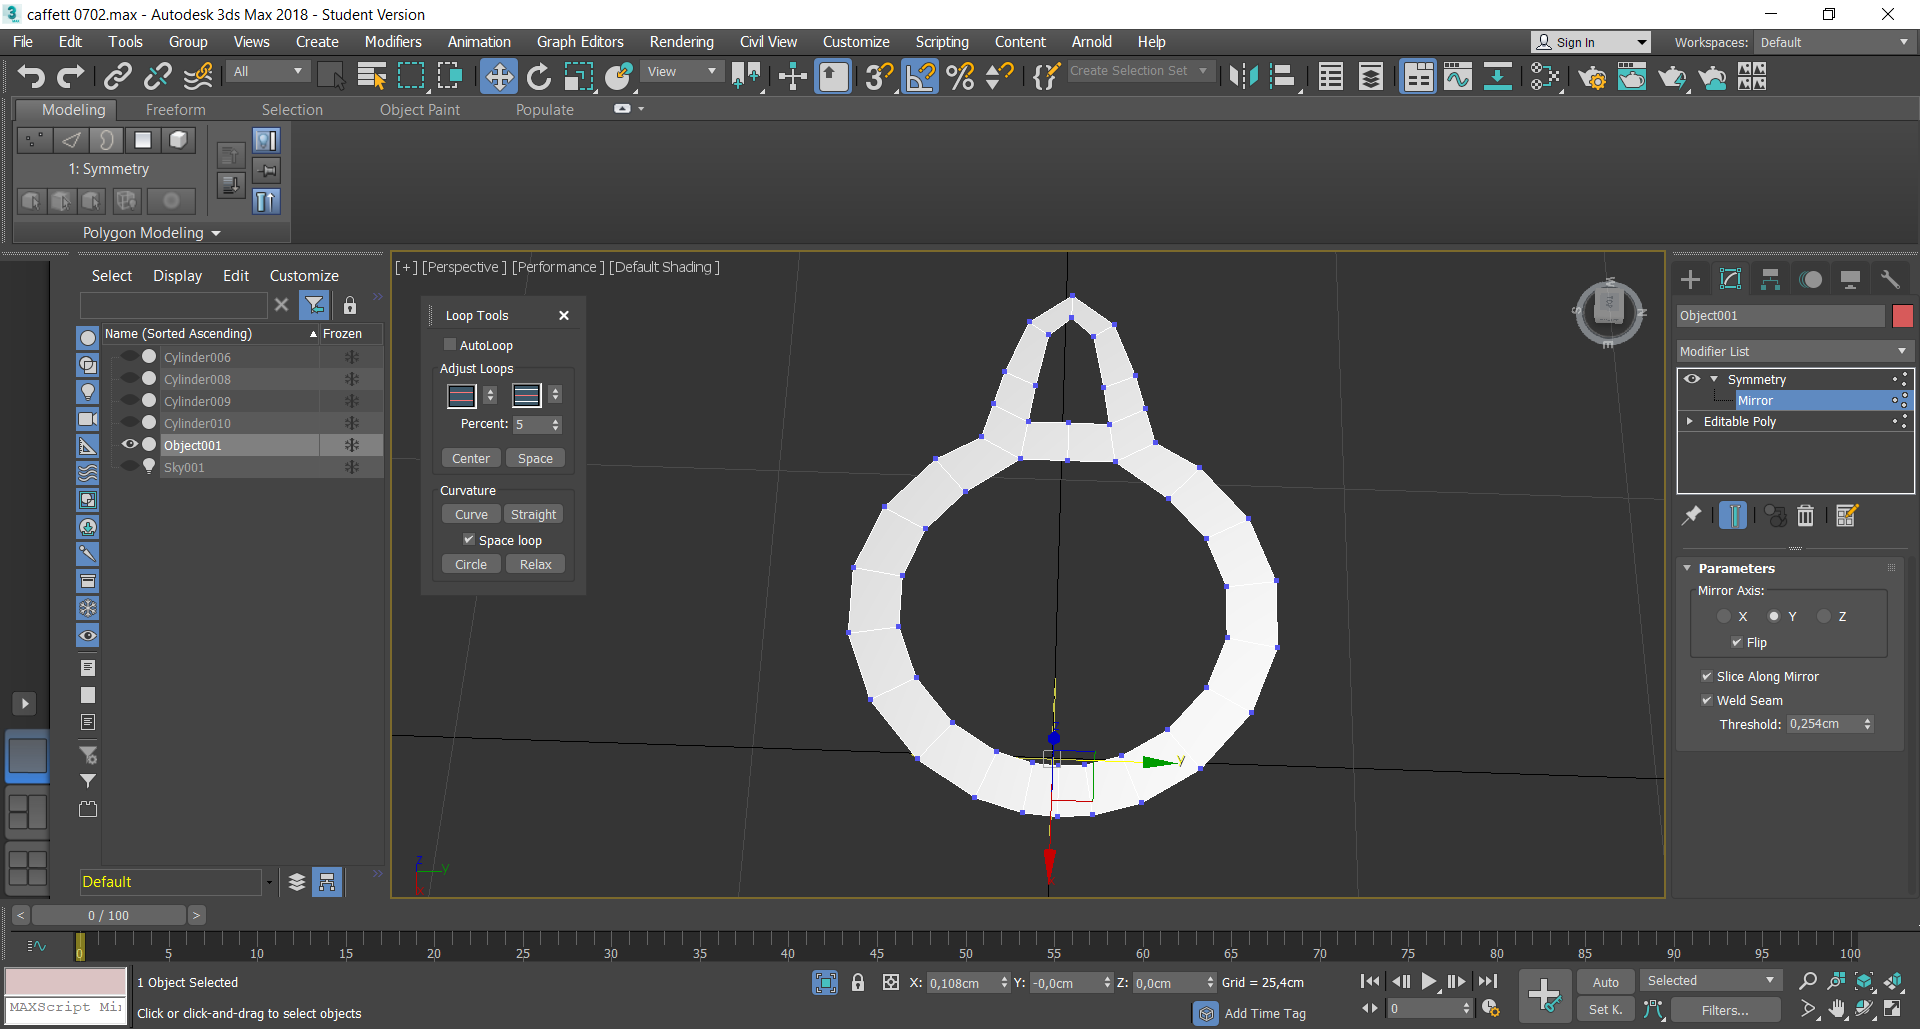 caffett 0702.max - Autodesk 3ds Max 2018 - Student Version
File Edit Tools Group Views Create Modifiers Animation Graph Editors Rendering Civil View Customize Scripting Content Arnold Help Sign In Workspaces: Default
All View Create Selection Set
Modeling Freeform Selection Object Paint Populate
1: Symmetry
Polygon Modeling
Select Display Edit Customize
Name (Sorted Ascending) Frozen
Cylinder006
Cylinder008
Cylinder009
Cylinder010
Object001
Sky001
Default
[+] [Perspective ] [Performance ] [Default Shading ]
Loop Tools
AutoLoop
Adjust Loops
Percent: 5
Center Space
Curvature
Curve Straight
Space loop
Circle Relax
z
y
y
W
S
N
E
Object001
Modifier List
Symmetry
Mirror
Editable Poly
Parameters
Mirror Axis:
X Y Z
Flip
Slice Along Mirror
Weld Seam
Threshold: 0,254cm
< 0 / 100 >
0 5 10 15 20 25 30 35 40 45 50 55 60 65 70 75 80 85 90 95 100
1 Object Selected
X: 0,108cm Y: -0,0cm Z: 0,0cm Grid = 25,4cm
Auto Selected
MAXScript Mi
Click or click-and-drag to select objects
Add Time Tag
0
Set K. Filters...